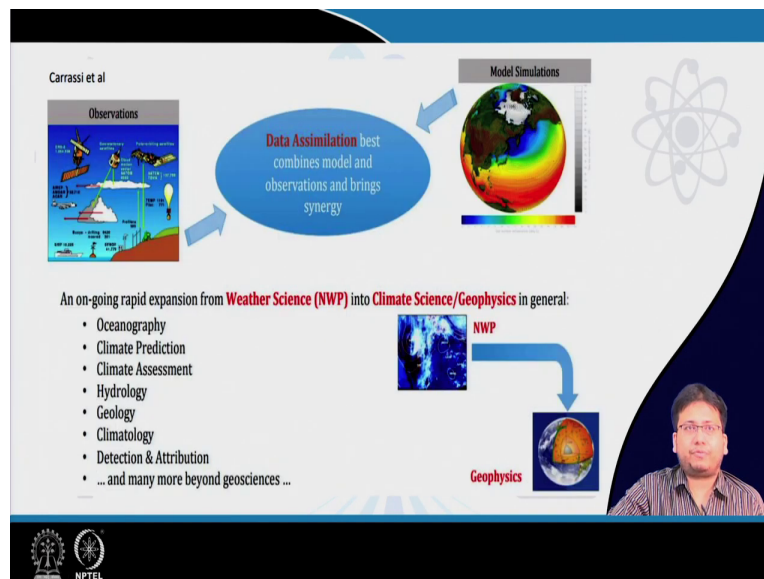 Carrassi et al
Observations
Data Assimilation best
combines model and
observations and brings
synergy
Model Simulations
An on-going rapid expansion from Weather Science (NWP) into Climate Science/Geophysics in general:
• Oceanography
• Climate Prediction
• Climate Assessment
• Hydrology
• Geology
• Climatology
• Detection & Attribution
• ... and many more beyond geosciences ...
NWP
Geophysics
NPTEL